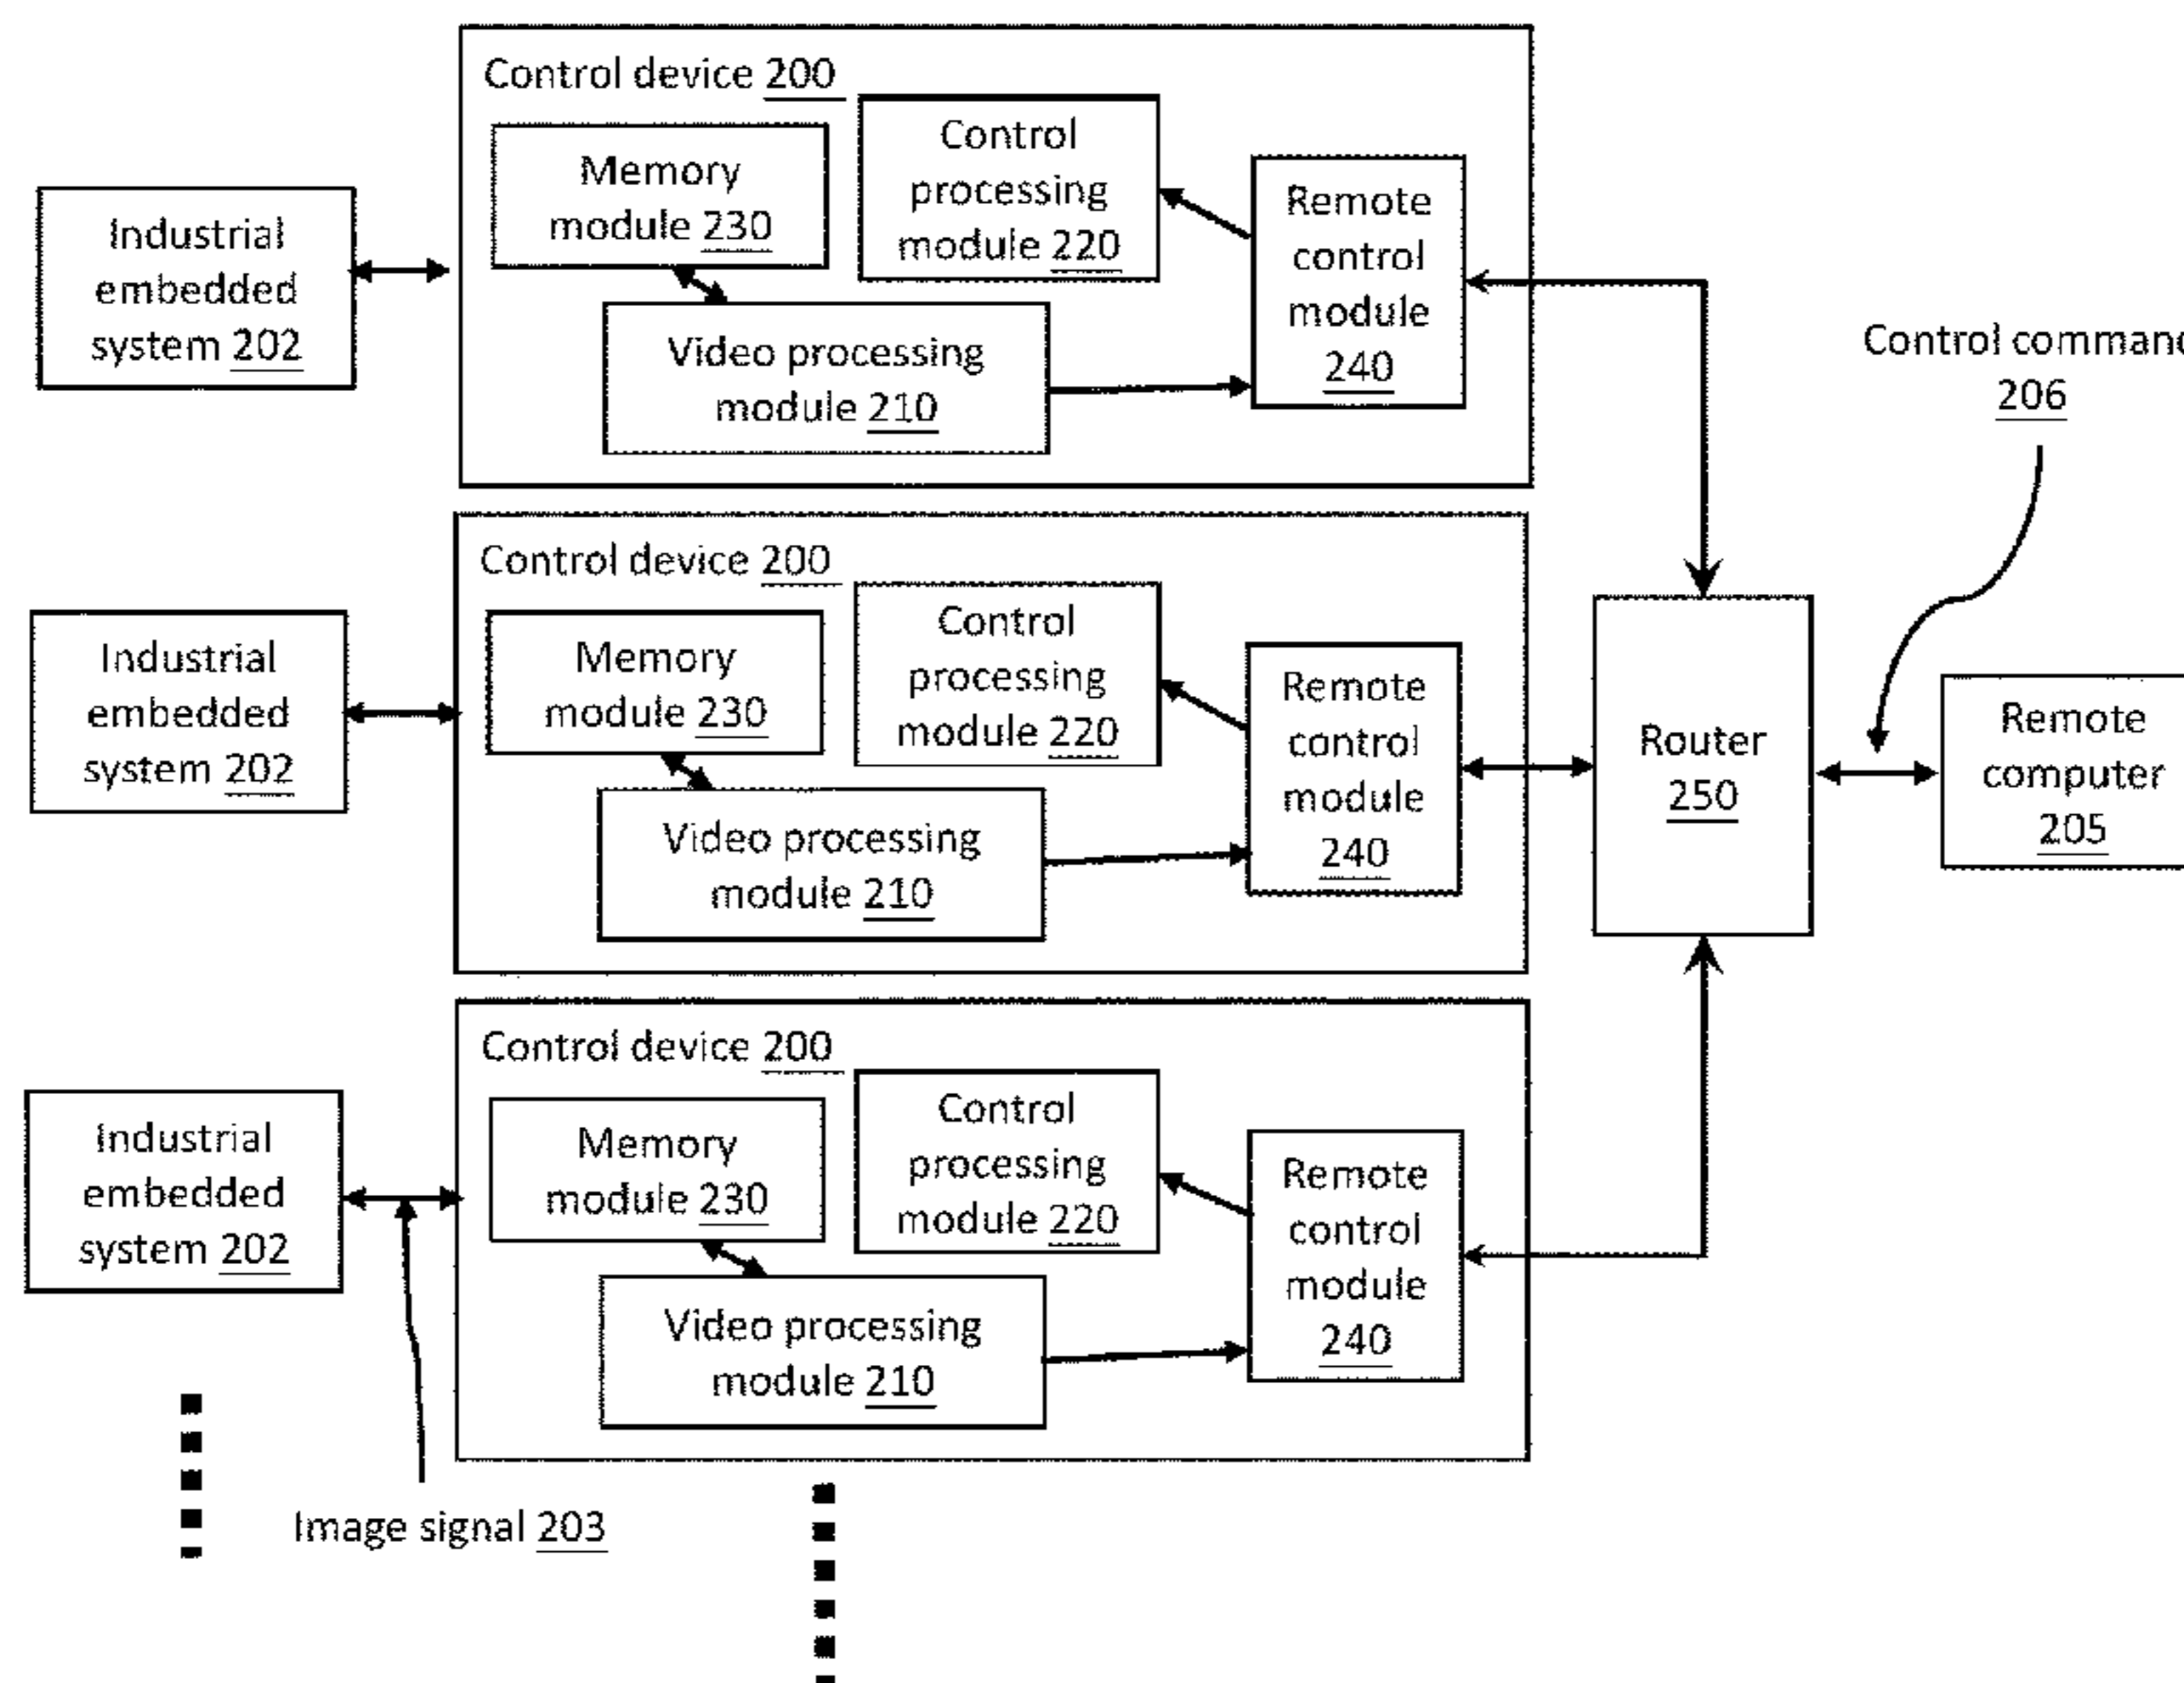 Control device 200
Memory
module 230
Control
processing
module 220
Video processing
module 210
Remote
control
module
240
Industrial
embedded
system 202
Control command
206
Control device 200
Memory
module 230
Control
processing
module 220
Video processing
module 210
Remote
control
module
240
Industrial
embedded
system 202
Router
250
Remote
computer
205
Control device 200
Memory
module 230
Control
processing
module 220
Video processing
module 210
Remote
control
module
240
Industrial
embedded
system 202
Image signal 203